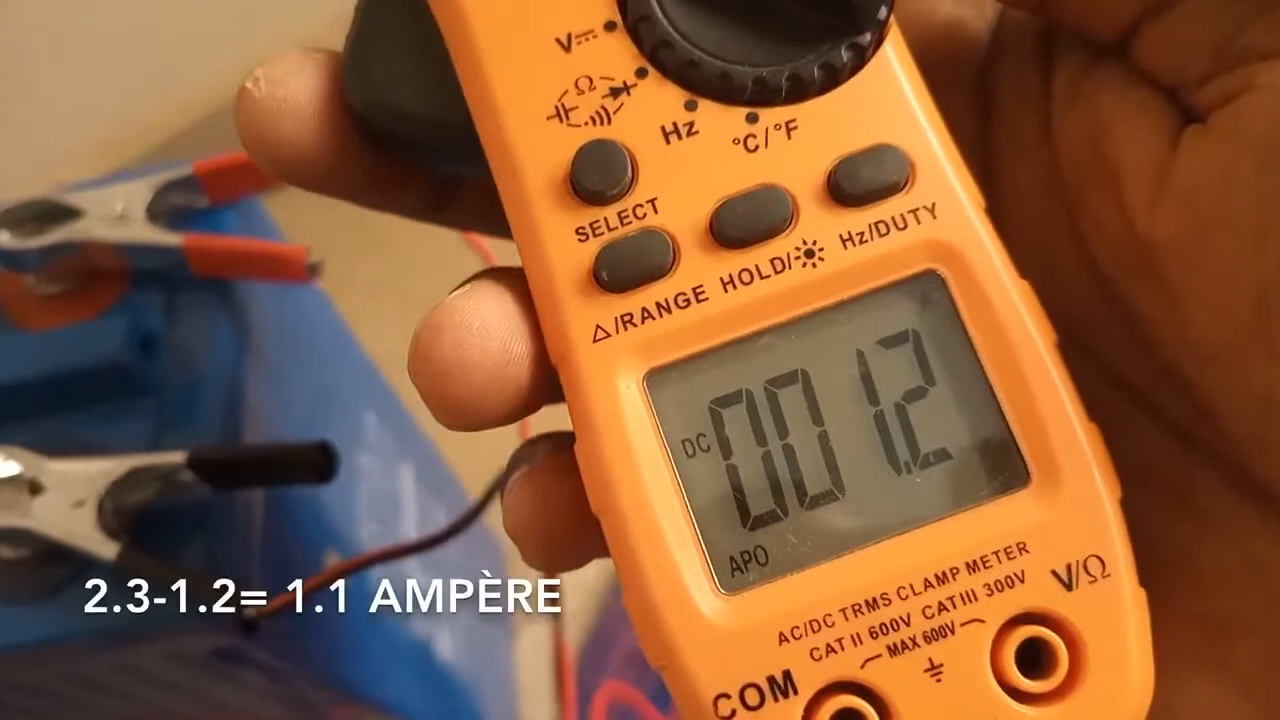 V
Ω
Hz
°C/°F
SELECT
Hz/DUTY
HOLD/
△/RANGE
DC 001.2
APO
AC/DC TRMS CLAMP METER
CAT II 600V CAT III 300V
MAX 600V
V/Ω
COM
2.3-1.2= 1.1 AMPÈRE